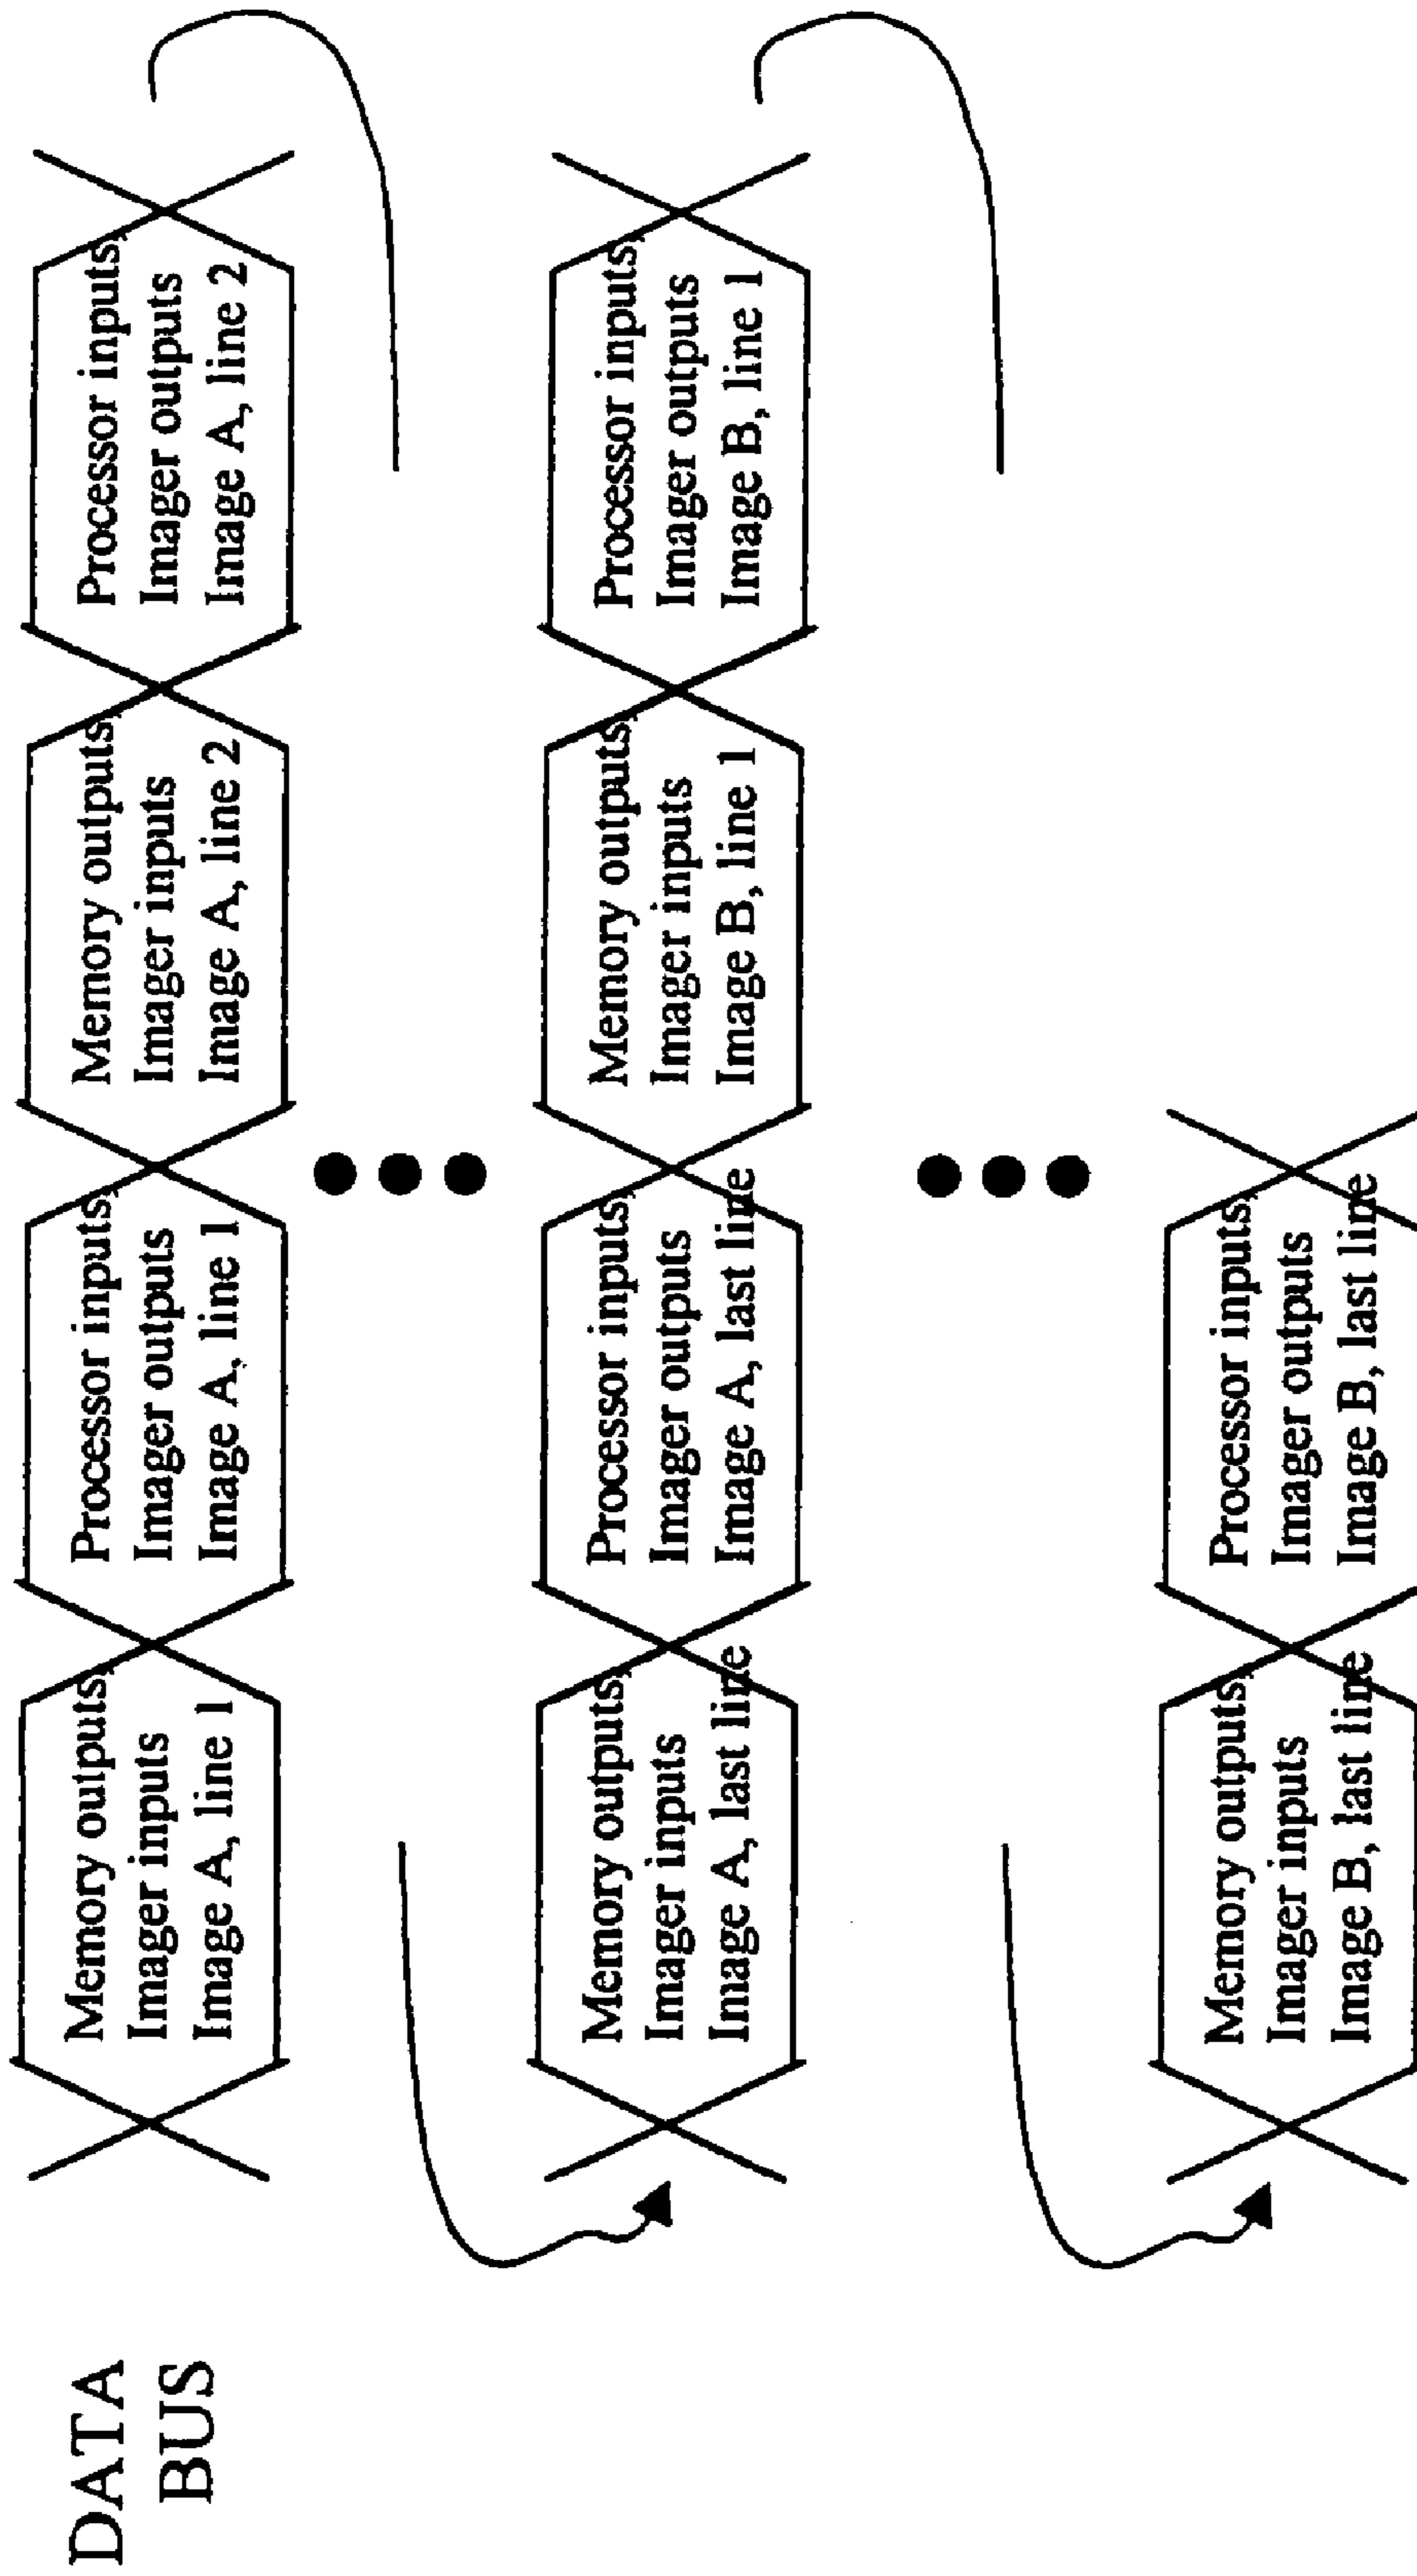 DATA
BUS
Memory outputs,
Imager inputs
Image A, line 1
Processor inputs,
Imager outputs
Image A, line 1
Memory outputs,
Imager inputs
Image A, line 2
Processor inputs,
Imager outputs
Image A, line 2
Memory outputs,
Imager inputs
Image A, last line
Processor inputs,
Imager outputs
Image A, last line
Memory outputs,
Imager inputs
Image B, line 1
Processor inputs,
Imager outputs
Image B, line 1
Memory outputs,
Imager inputs
Image B, last line
Processor inputs,
Imager outputs
Image B, last line